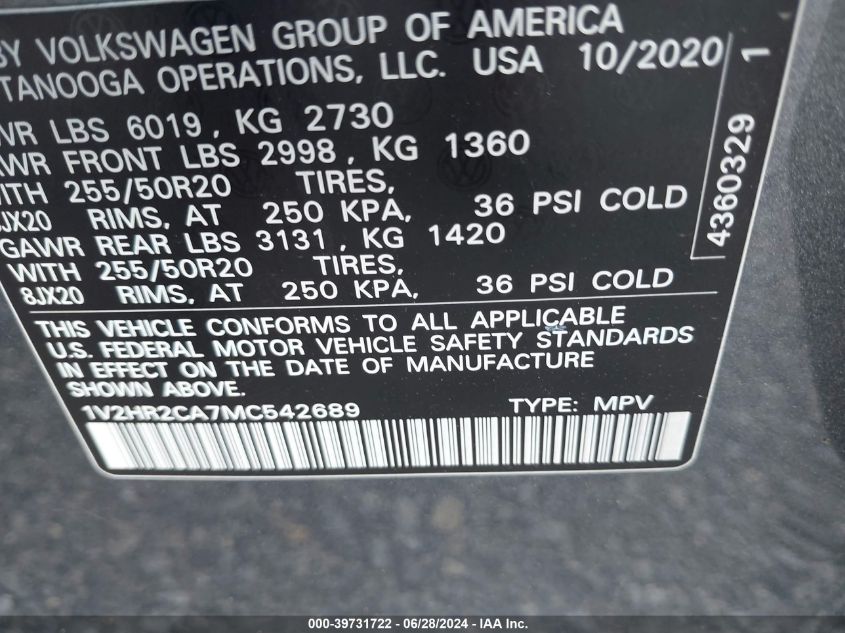 BY VOLKSWAGEN GROUP OF AMERICA
TANOOGA OPERATIONS, LLC. USA 10/2020
WR LBS 6019, KG 2730
WR FRONT LBS 2998, KG 1360
WITH 255/50R20 TIRES,
8JX20 RIMS, AT 250 KPA, 36 PSI COLD
GAWR REAR LBS 3131, KG 1420
WITH 255/50R20 TIRES,
8JX20 RIMS, AT 250 KPA, 36 PSI COLD
THIS VEHICLE CONFORMS TO ALL APPLICABLE
U.S. FEDERAL MOTOR VEHICLE SAFETY STANDARDS
IN EFFECT ON THE DATE OF MANUFACTURE
SHOWN ABOVE.
1V2HR2CA7MC542689 TYPE: MPV
4360329 1
000-39731722 - 06/28/2024 - IAA Inc.